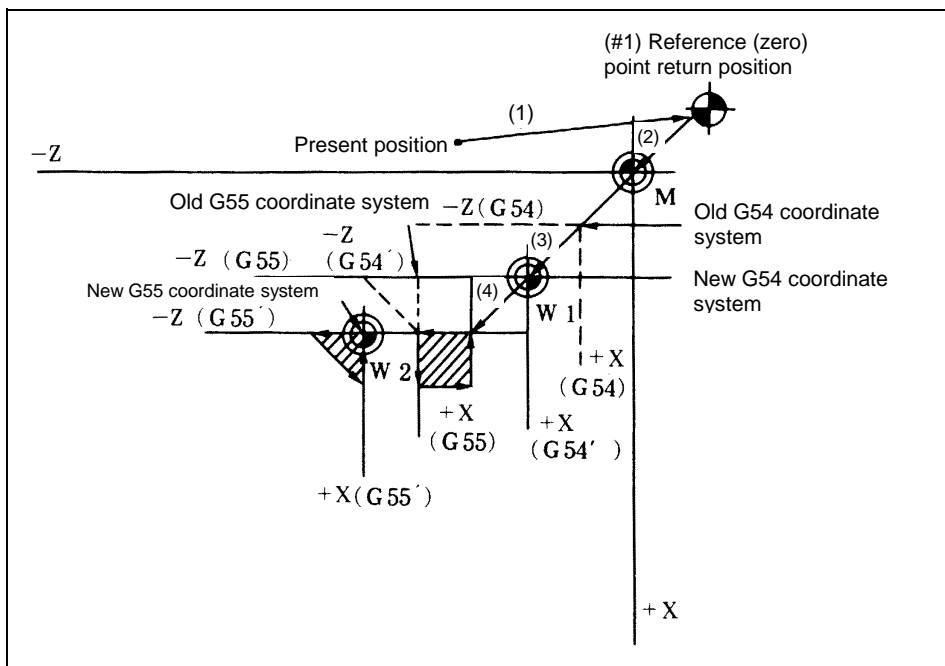 (#1) Reference (zero)
point return position
(1)
Present position
(2)
−Z
M
Old G55 coordinate system
−Z(G54)
Old G54 coordinate
system
−Z
(G54′)
(3)
−Z (G55)
New G54 coordinate
system
New G55 coordinate system
(4)
W 1
−Z (G55′)
W 2
+X
(G54)
+X
(G55)
+X
(G54′)
+X(G55′)
+X